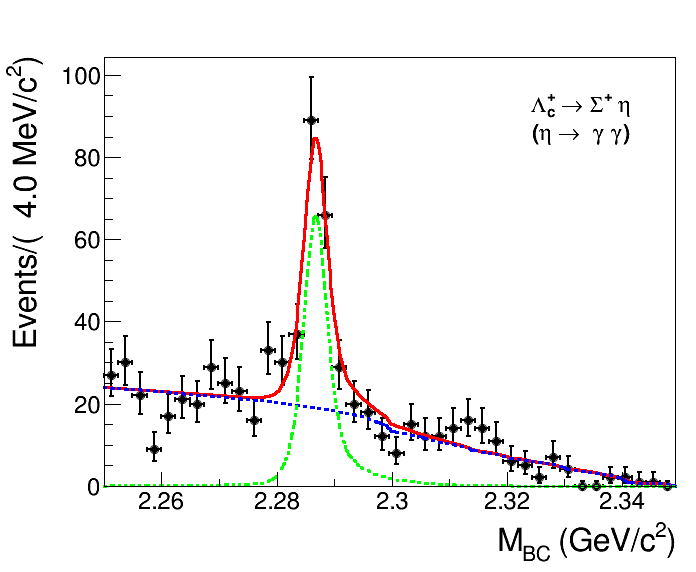 Events/( 4.0 MeV/c²)
100
80
60
40
20
0
Λc⁺ → Σ⁺ η
(η → γ γ)
2.26
2.28
2.3
2.32
2.34
M_BC (GeV/c²)